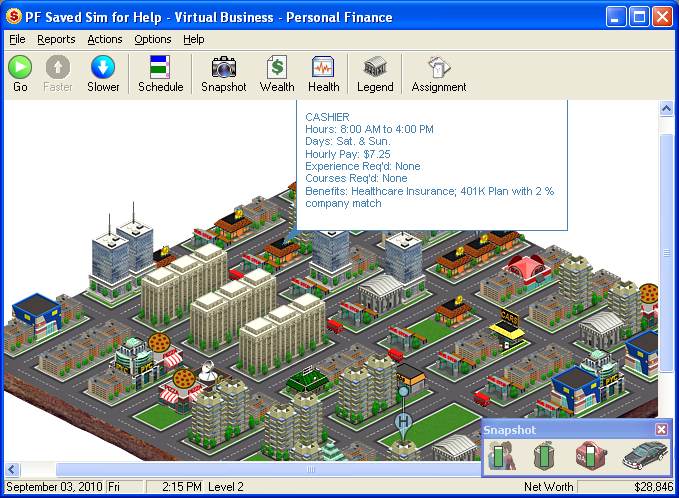 PF Saved Sim for Help - Virtual Business - Personal Finance
File Reports Actions Options Help
Go Faster Slower Schedule Snapshot Wealth Health Legend Assignment
CASHIER
Hours: 8:00 AM to 4:00 PM
Days: Sat. & Sun.
Hourly Pay: $7.25
Experience Req'd: None
Courses Req'd: None
Benefits: Healthcare Insurance; 401K Plan with 2 %
company match
CARS
H
Snapshot
QA
September 03, 2010 Fri 2:15 PM Level 2 Net Worth $28,846